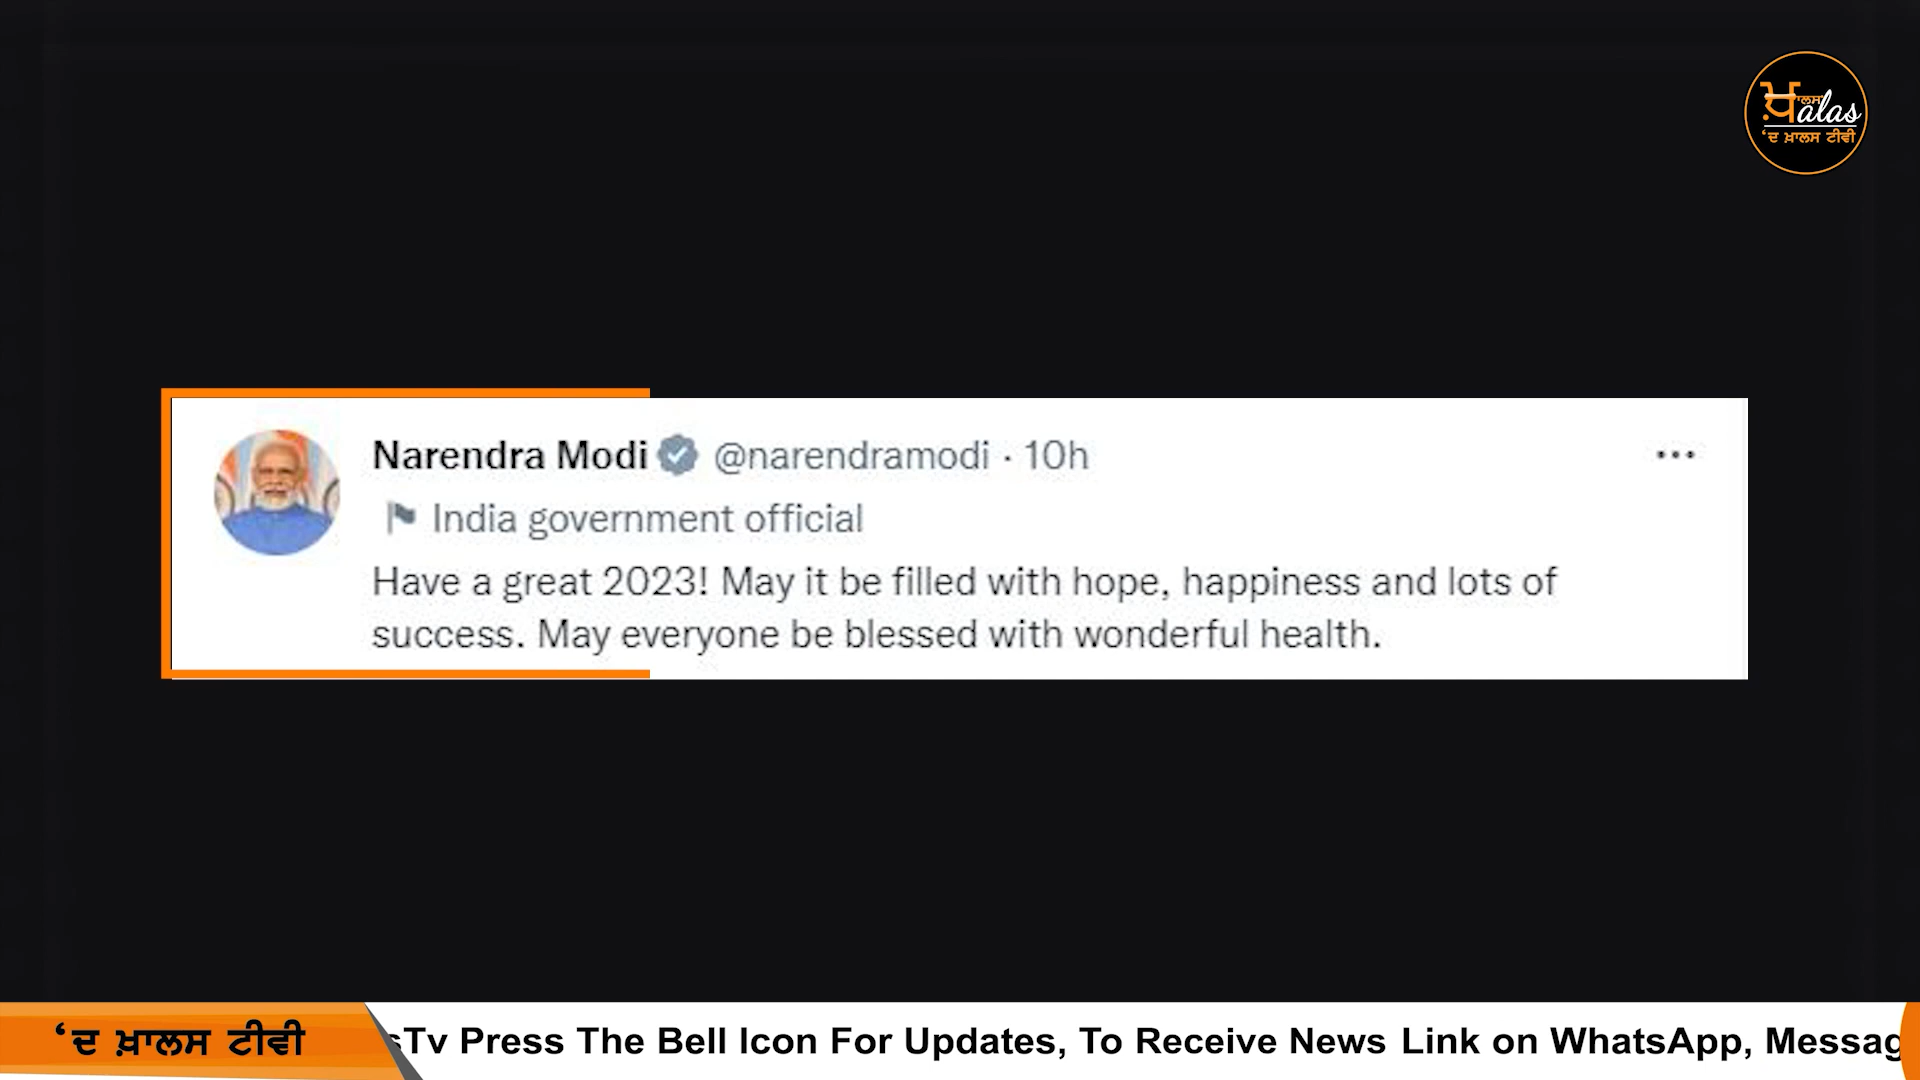 ਖ਼ਾਲਸalas
‘ਦ ਖ਼ਾਲਸ ਟੀਵੀ
Narendra Modi @narendramodi · 10h
India government official
Have a great 2023! May it be filled with hope, happiness and lots of
success. May everyone be blessed with wonderful health.
‘ਦ ਖ਼ਾਲਸ ਟੀਵੀ
sTv Press The Bell Icon For Updates, To Receive News Link on WhatsApp, Messag